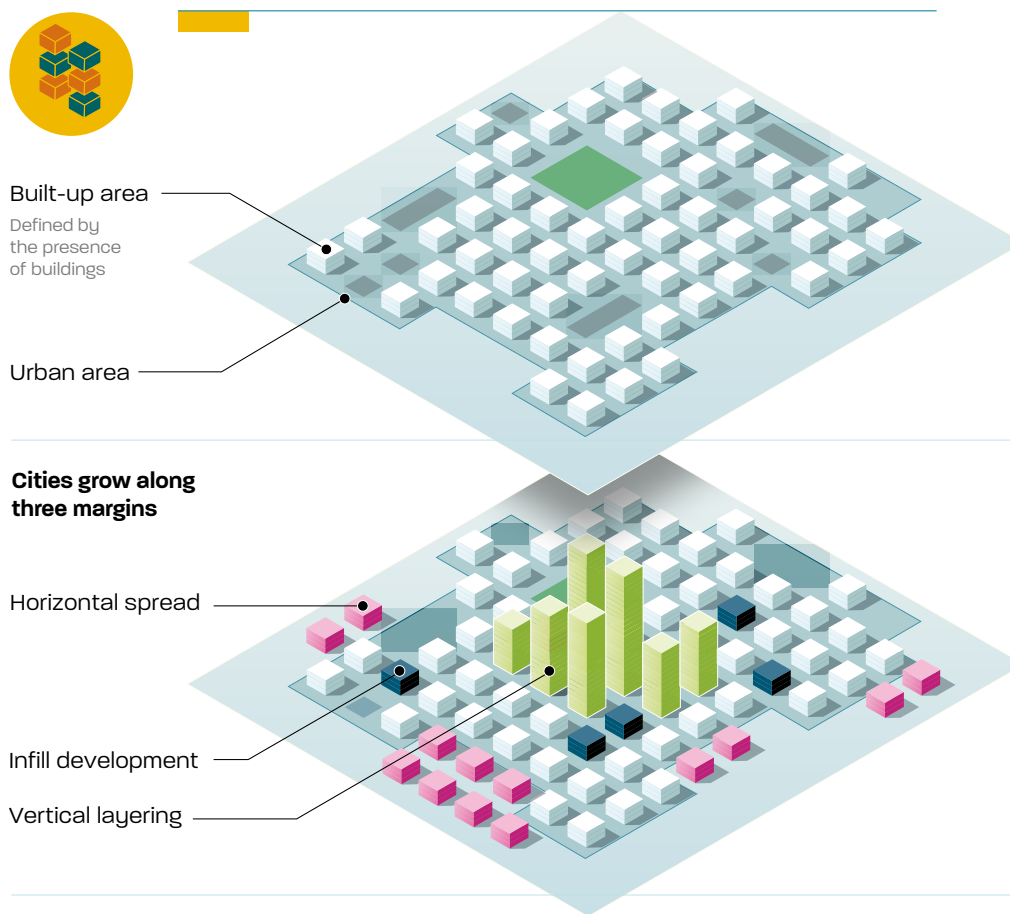 Built-up area
Defined by
the presence
of buildings
Urban area
Cities grow along
three margins
Horizontal spread
Infill development
Vertical layering